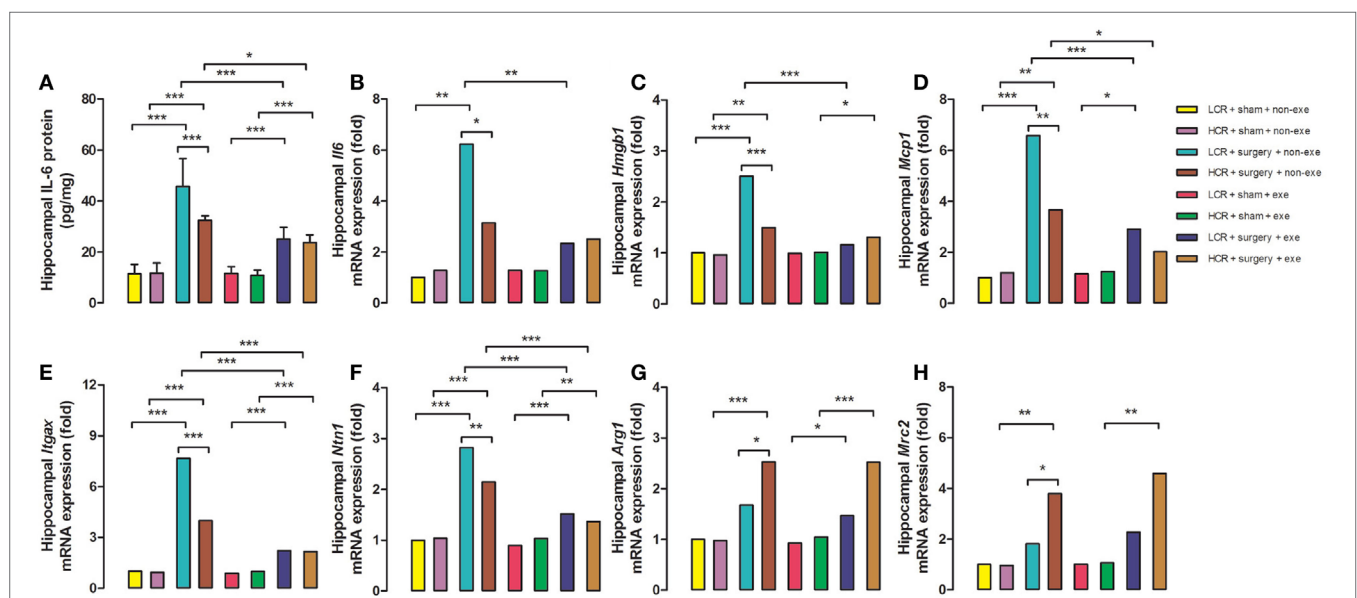 A
Hippocampal IL-6 protein
(pg/mg)
80
60
40
20
0
***
***
***
***
*
***
***
B
Hippocampal Il6
mRNA expression (fold)
8
6
4
2
0
**
*
**
C
Hippocampal Hmgb1
mRNA expression (fold)
4
3
2
1
0
***
**
***
***
*
D
Hippocampal Mcp1
mRNA expression (fold)
8
6
4
2
0
***
**
**
***
*
*
LCR + sham + non-exe
HCR + sham + non-exe
LCR + surgery + non-exe
HCR + surgery + non-exe
LCR + sham + exe
HCR + sham + exe
LCR + surgery + exe
HCR + surgery + exe
E
Hippocampal Itgax
mRNA expression (fold)
12
9
6
3
0
***
***
***
***
***
***
***
F
Hippocampal Ntn1
mRNA expression (fold)
4
3
2
1
0
***
***
**
***
***
***
**
G
Hippocampal Arg1
mRNA expression (fold)
4
3
2
1
0
***
*
*
***
H
Hippocampal Mrc2
mRNA expression (fold)
8
6
4
2
0
**
*
**